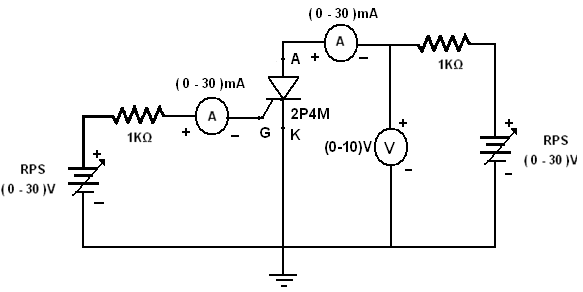 ( 0 - 30 )mA
A
+
−
A
1KΩ
( 0 - 30 )mA
A
+
−
1KΩ
2P4M
G
K
+
(0-10)V
V
−
+
RPS
( 0 - 30 )V
−
+
RPS
( 0 - 30 )V
−